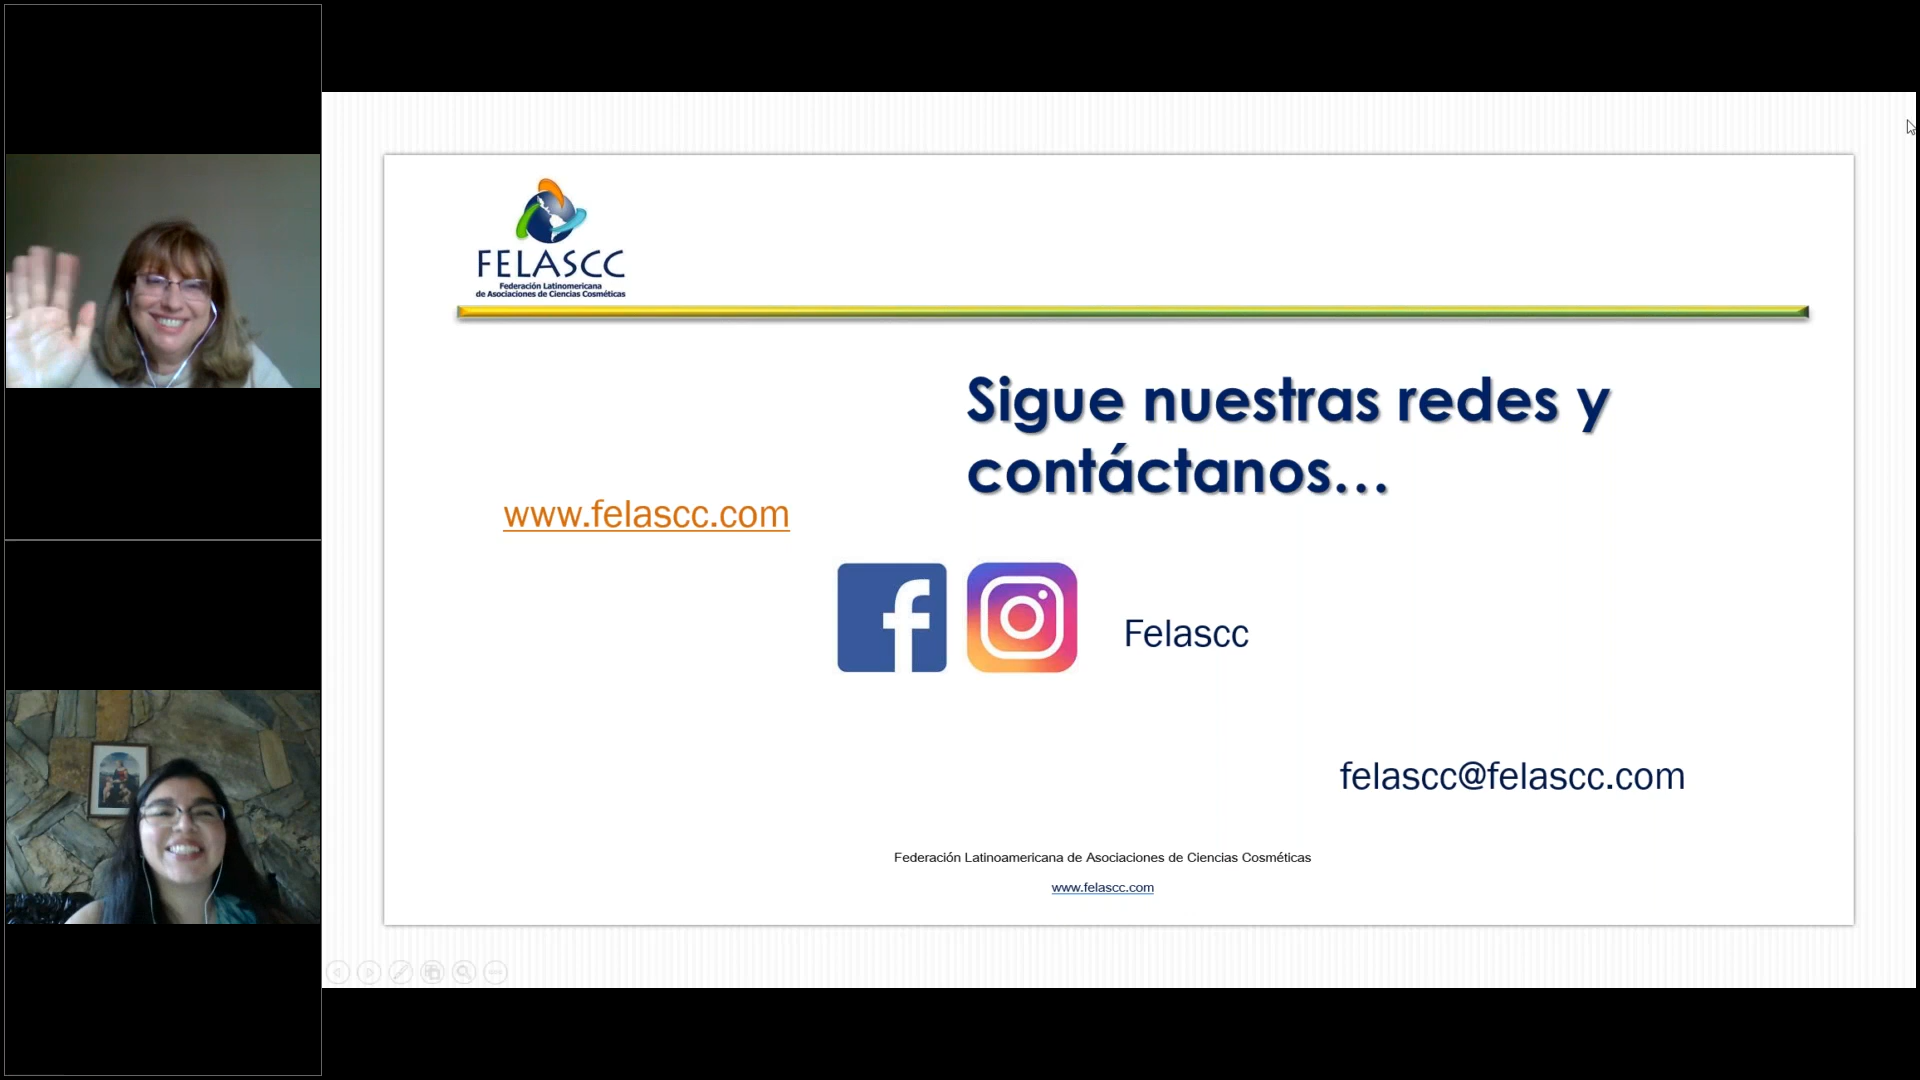 FELASCC
Federación Latinoamericana
de Asociaciones de Ciencias Cosméticas
Sigue nuestras redes y
contáctanos...
www.felascc.com
Felascc
felascc@felascc.com
Federación Latinoamericana de Asociaciones de Ciencias Cosméticas
www.felascc.com